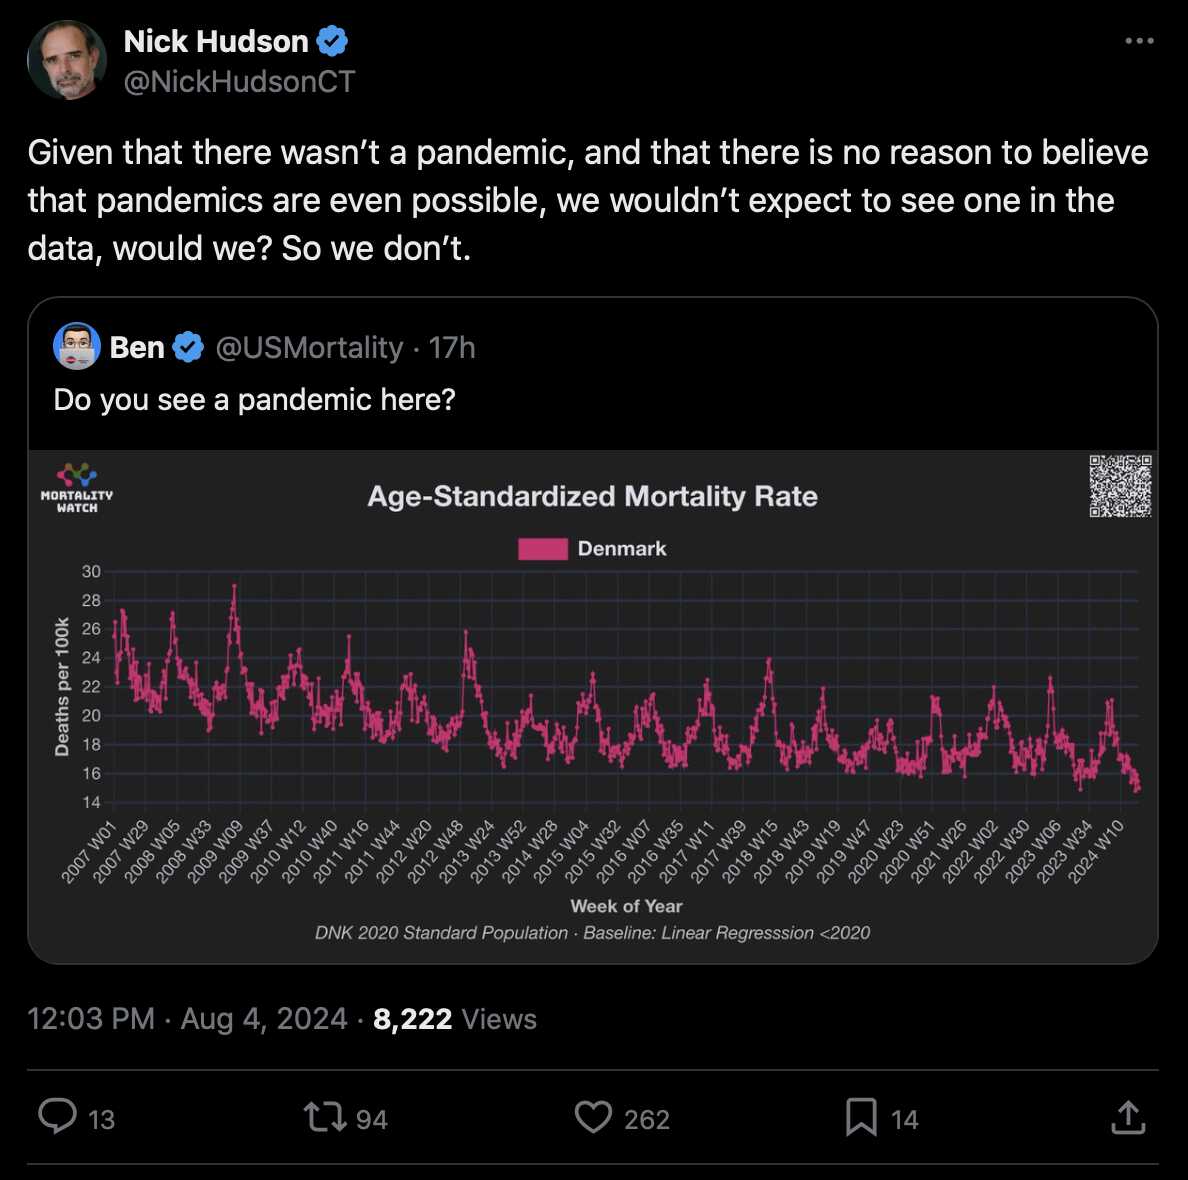 Nick Hudson
@NickHudsonCT
Given that there wasn't a pandemic, and that there is no reason to believe
that pandemics are even possible, we wouldn't expect to see one in the
data, would we? So we don't.
Ben @USMortality · 17h
Do you see a pandemic here?
MORTALITY
WATCH
Age-Standardized Mortality Rate
Denmark
Deaths per 100k
30
28
26
24
22
20
18
16
14
2007 W01
2007 W29
2008 W05
2008 W33
2009 W09
2009 W37
2010 W12
2010 W40
2011 W16
2011 W44
2012 W20
2012 W48
2013 W24
2013 W52
2014 W28
2015 W04
2015 W32
2016 W07
2016 W35
2017 W11
2017 W39
2018 W15
2018 W43
2019 W19
2019 W47
2020 W23
2020 W51
2021 W26
2022 W02
2022 W30
2023 W06
2023 W34
2024 W10
Week of Year
DNK 2020 Standard Population · Baseline: Linear Regresssion <2020
12:03 PM · Aug 4, 2024 · 8,222 Views
13
94
262
14